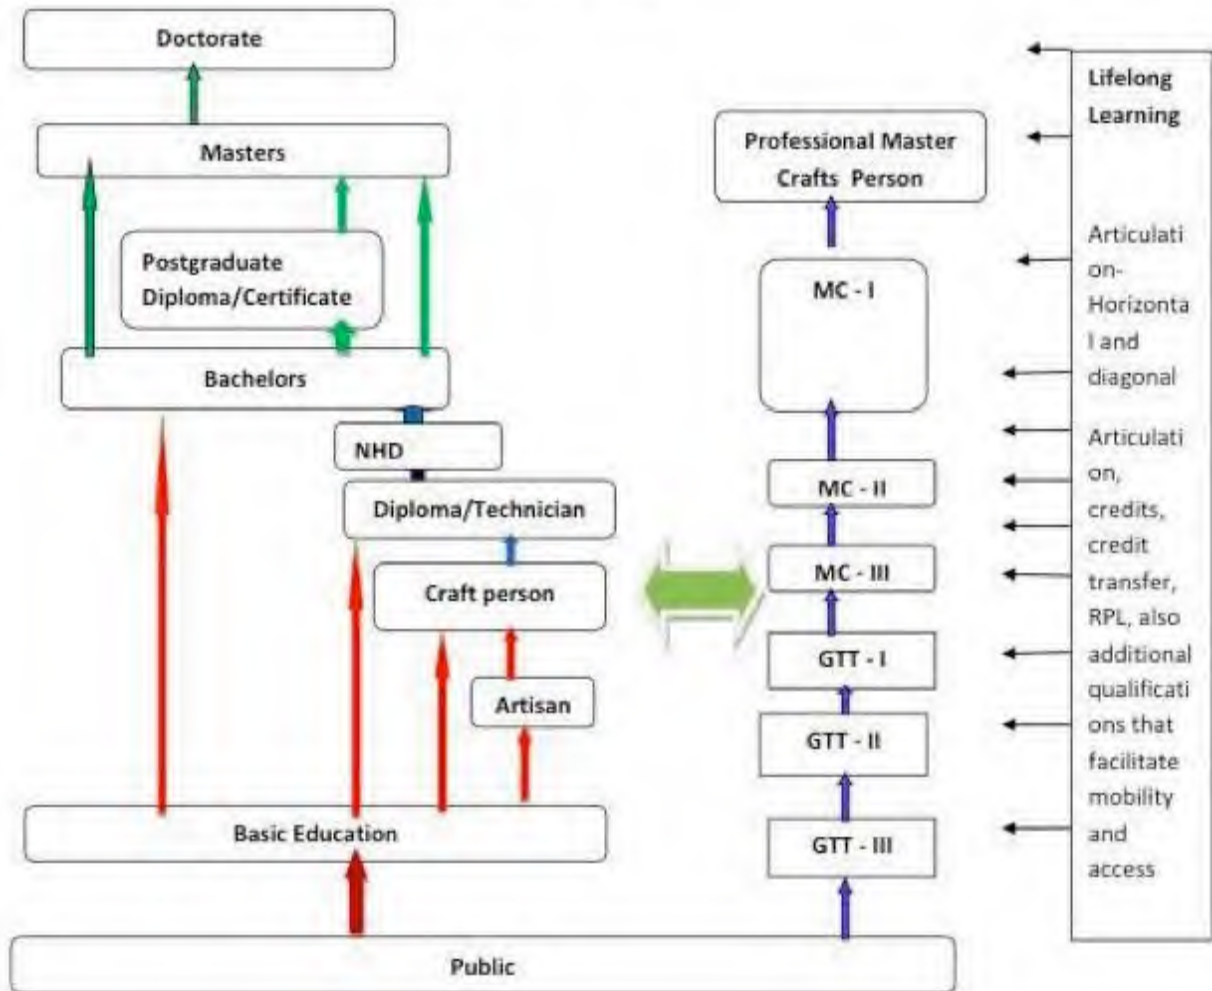 Doctorate
Masters
Postgraduate
Diploma/Certificate
Bachelors
NHD
Diploma/Technician
Craft person
Artisan
Basic Education
Public
Professional Master
Crafts Person
MC - I
MC - II
MC - III
GTT - I
GTT - II
GTT - III
Lifelong
Learning
Articulati
on-
Horizonta
l and
diagonal
Articulati
on,
credits,
credit
transfer,
RPL, also
additional
qualificati
ons that
facilitate
mobility
and
access